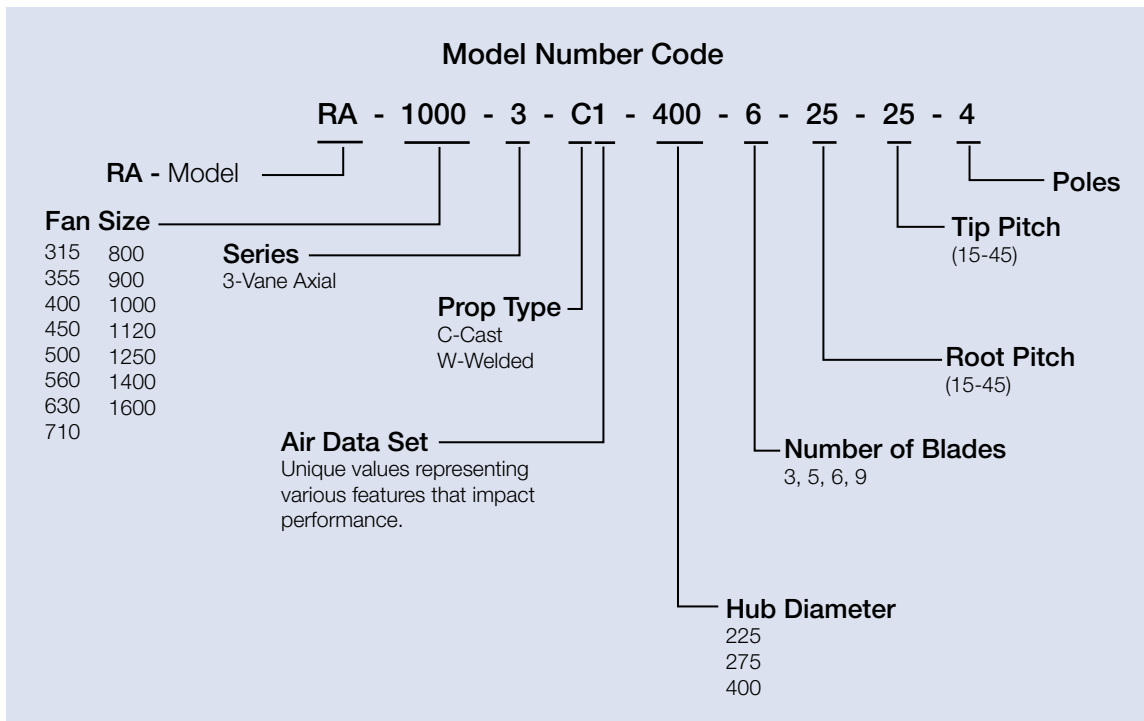 Model Number Code
RA - 1000 - 3 - C1 - 400 - 6 - 25 - 25 - 4
RA - Model
Poles
Fan Size
315 800
355 900
400 1000
450 1120
500 1250
560 1400
630 1600
710
Series
3-Vane Axial
Tip Pitch
(15-45)
Prop Type
C-Cast
W-Welded
Root Pitch
(15-45)
Air Data Set
Unique values representing
various features that impact
performance.
Number of Blades
3, 5, 6, 9
Hub Diameter
225
275
400